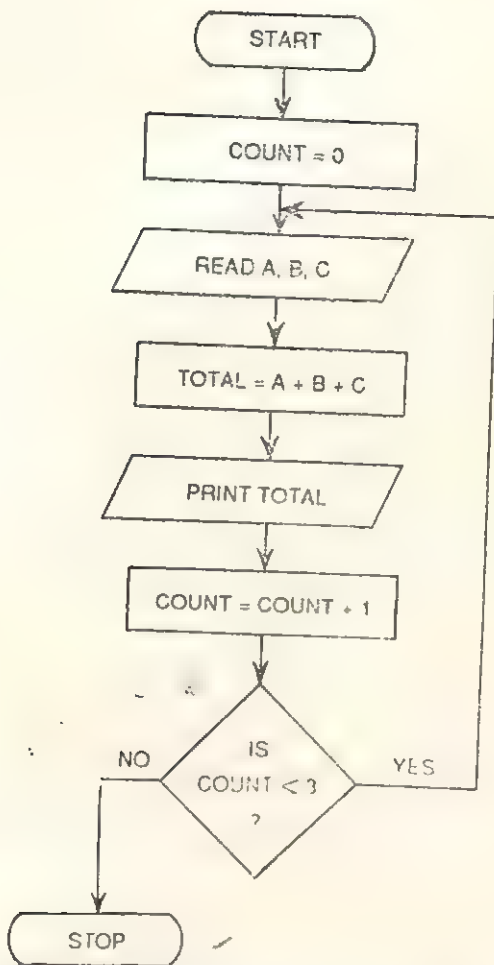 START
COUNT = 0
READ A, B, C
TOTAL = A + B + C
PRINT TOTAL
COUNT = COUNT + 1
IS
COUNT < 3
?
NO
YES
STOP